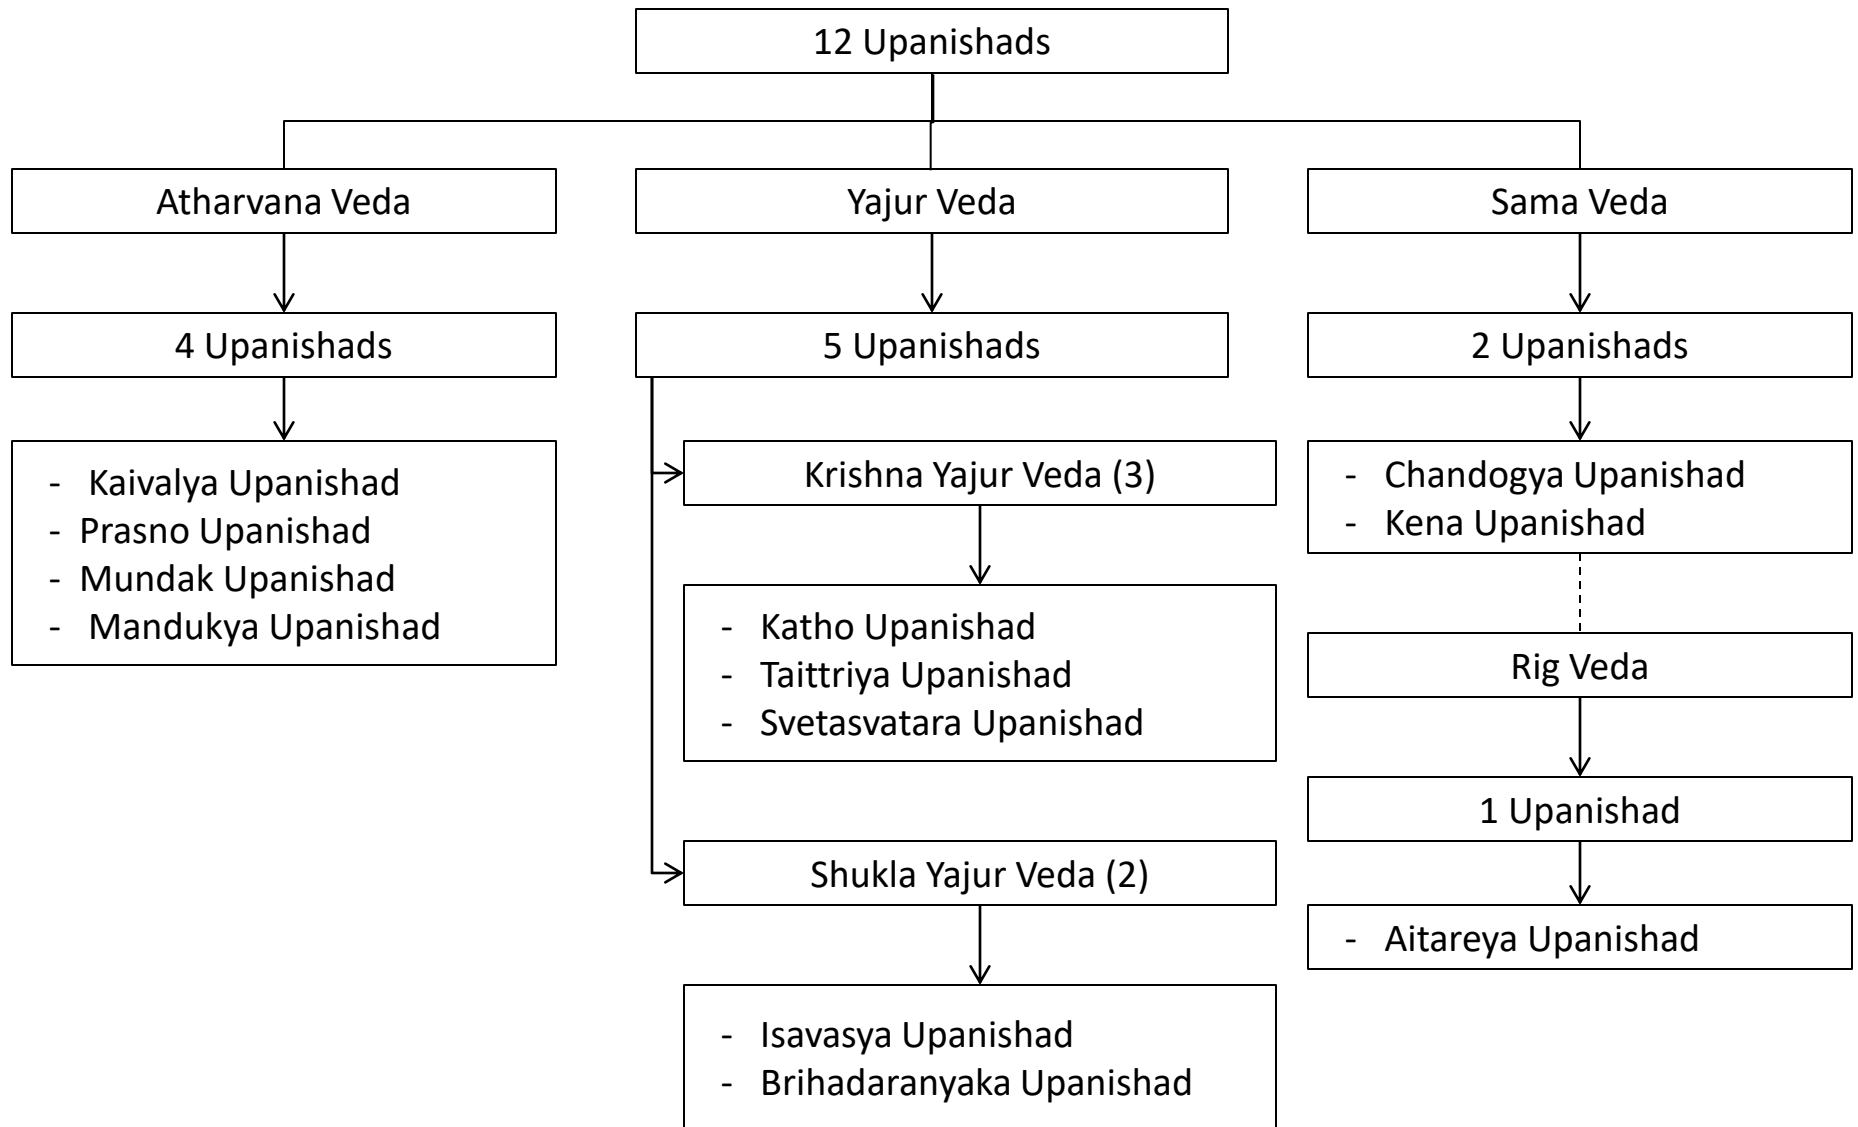 12 Upanishads
Atharvana Veda
Yajur Veda
Sama Veda
4 Upanishads
5 Upanishads
2 Upanishads
- Kaivalya Upanishad
- Prasno Upanishad
- Mundak Upanishad
- Mandukya Upanishad
Krishna Yajur Veda (3)
- Katho Upanishad
- Taittriya Upanishad
- Svetasvatara Upanishad
Shukla Yajur Veda (2)
- Isavasya Upanishad
- Brihadaranyaka Upanishad
- Chandogya Upanishad
- Kena Upanishad
Rig Veda
1 Upanishad
- Aitareya Upanishad